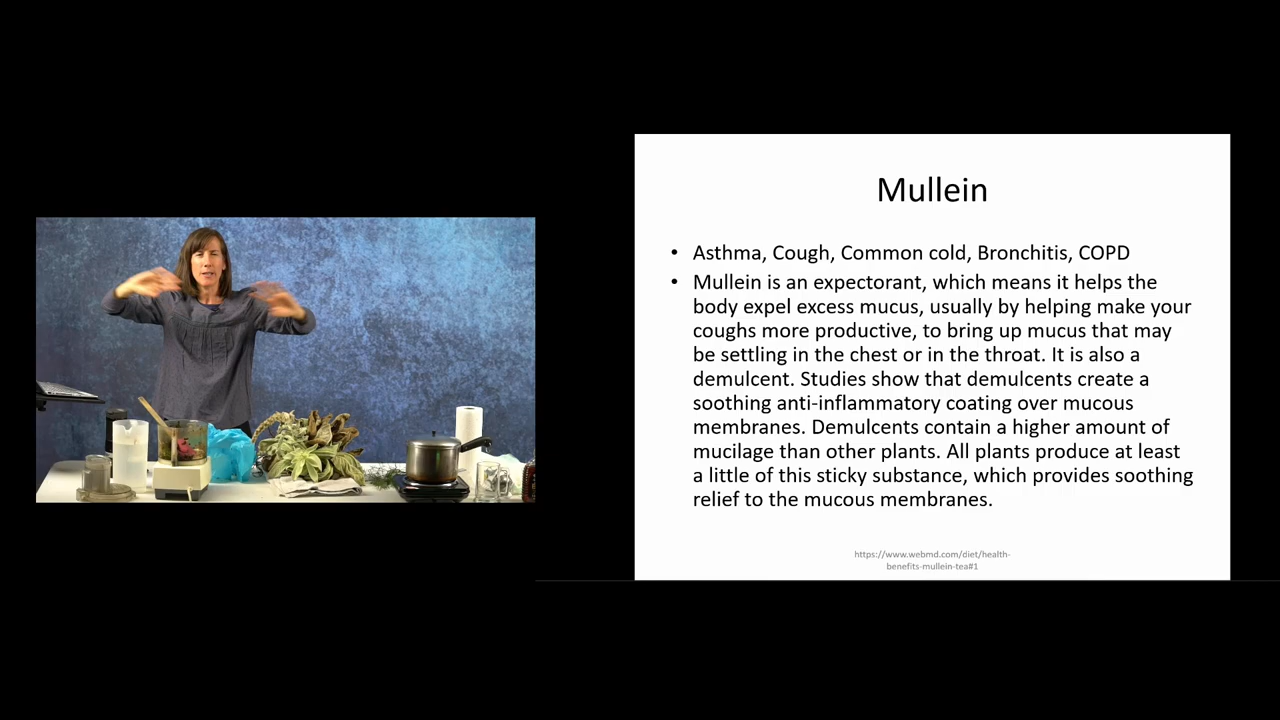 Mullein
• Asthma, Cough, Common cold, Bronchitis, COPD
• Mullein is an expectorant, which means it helps the
body expel excess mucus, usually by helping make your
coughs more productive, to bring up mucus that may
be settling in the chest or in the throat. It is also a
demulcent. Studies show that demulcents create a
soothing anti-inflammatory coating over mucous
membranes. Demulcents contain a higher amount of
mucilage than other plants. All plants produce at least
a little of this sticky substance, which provides soothing
relief to the mucous membranes.
https://www.webmd.com/diet/health-
benefits-mullein-tea#1